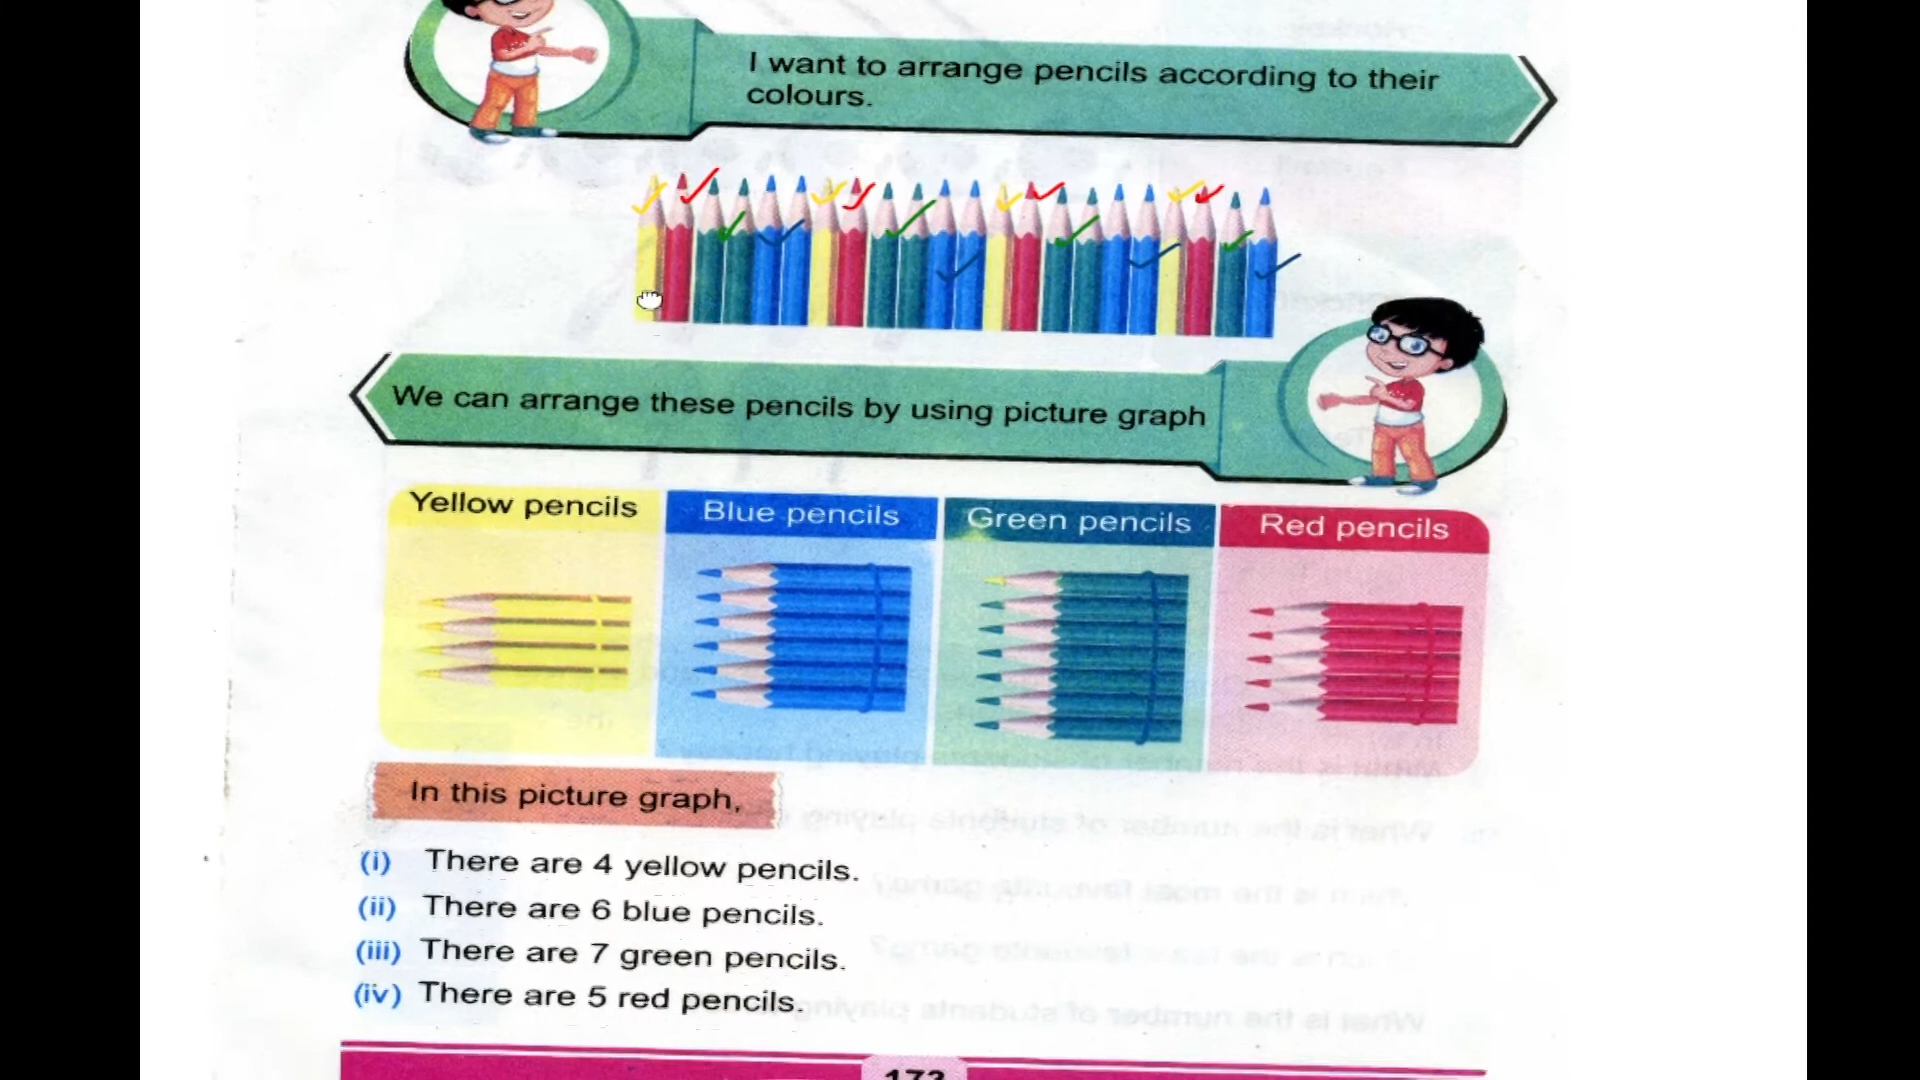 I want to arrange pencils according to their
colours.
We can arrange these pencils by using picture graph
Yellow pencils
Blue pencils
Green pencils
Red pencils
In this picture graph,
(i) There are 4 yellow pencils.
(ii) There are 6 blue pencils.
(iii) There are 7 green pencils.
(iv) There are 5 red pencils.